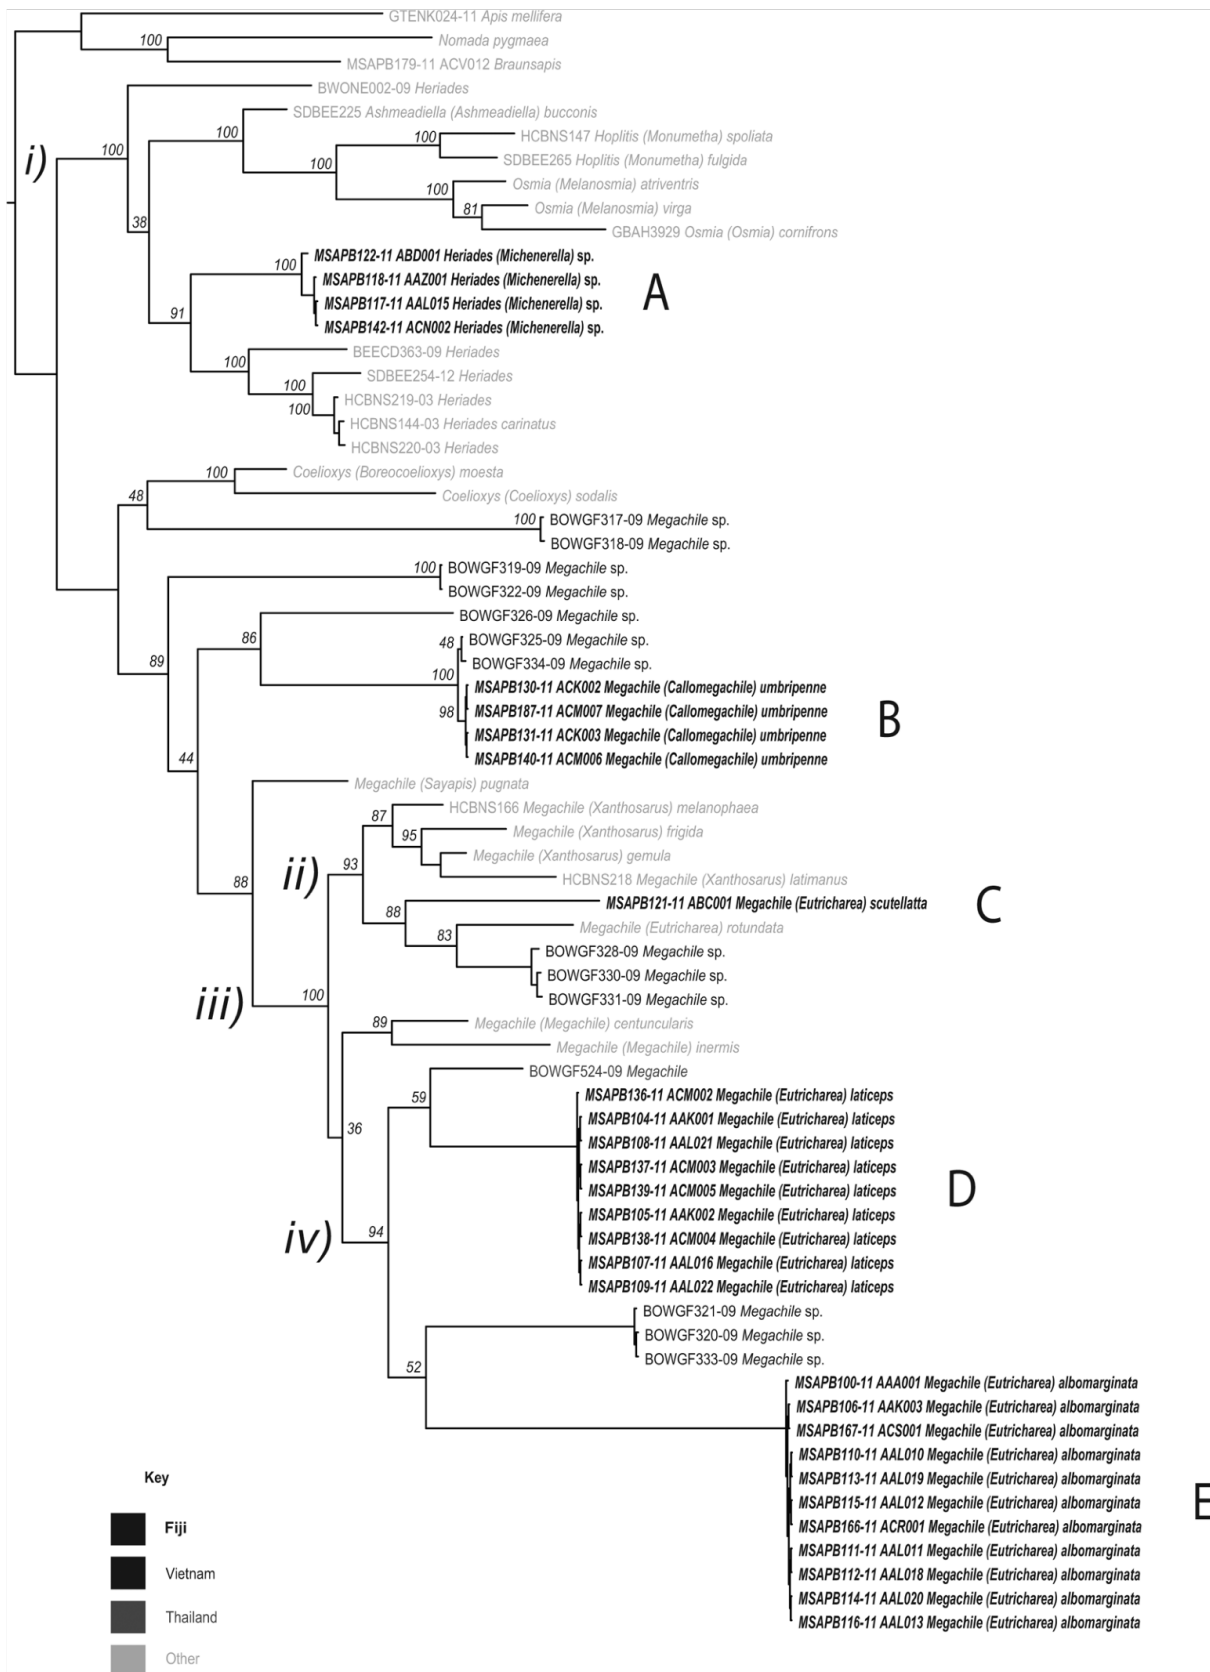 GTENK024-11 Apis mellifera
100
Nomada pygmaea
MSAPB179-11 ACV012 Braunsapis
BWONE002-09 Heriades
SDBEE225 Ashmeadiella (Ashmeadiella) bucconis
100
HCBNS147 Hoplitis (Monumetha) spoliata
100
i)
100
SDBEE265 Hoplitis (Monumetha) fulgida
100
Osmia (Melanosmia) atriventris
100
Osmia (Melanosmia) virga
81
38
GBAH3929 Osmia (Osmia) cornifrons
MSAPB122-11 ABD001 Heriades (Michenerella) sp.
100
MSAPB118-11 AAZ001 Heriades (Michenerella) sp.
A
MSAPB117-11 AAL015 Heriades (Michenerella) sp.
91
MSAPB142-11 ACN002 Heriades (Michenerella) sp.
BEECD363-09 Heriades
100
SDBEE254-12 Heriades
100
HCBNS219-03 Heriades
100
HCBNS144-03 Heriades carinatus
HCBNS220-03 Heriades
Coelioxys (Boreocoelioxys) moesta
100
48
Coelioxys (Coelioxys) sodalis
BOWGF317-09 Megachile sp.
100
BOWGF318-09 Megachile sp.
BOWGF319-09 Megachile sp.
100
BOWGF322-09 Megachile sp.
BOWGF326-09 Megachile sp.
86
BOWGF325-09 Megachile sp.
48
89
BOWGF334-09 Megachile sp.
100
MSAPB130-11 ACK002 Megachile (Callomegachile) umbripenne
98
MSAPB187-11 ACM007 Megachile (Callomegachile) umbripenne
B
MSAPB131-11 ACK003 Megachile (Callomegachile) umbripenne
44
MSAPB140-11 ACM006 Megachile (Callomegachile) umbripenne
Megachile (Sayapis) pugnata
HCBNS166 Megachile (Xanthosarus) melanophaea
87
Megachile (Xanthosarus) frigida
95
Megachile (Xanthosarus) gemula
ii)
93
88
HCBNS218 Megachile (Xanthosarus) latimanus
MSAPB121-11 ABC001 Megachile (Eutricharea) scutellatta
C
88
Megachile (Eutricharea) rotundata
83
BOWGF328-09 Megachile sp.
BOWGF330-09 Megachile sp.
iii)
100
BOWGF331-09 Megachile sp.
Megachile (Megachile) centuncularis
89
Megachile (Megachile) inermis
BOWGF524-09 Megachile
MSAPB136-11 ACM002 Megachile (Eutricharea) laticeps
59
MSAPB104-11 AAK001 Megachile (Eutricharea) laticeps
36
MSAPB108-11 AAL021 Megachile (Eutricharea) laticeps
MSAPB137-11 ACM003 Megachile (Eutricharea) laticeps
D
MSAPB139-11 ACM005 Megachile (Eutricharea) laticeps
MSAPB105-11 AAK002 Megachile (Eutricharea) laticeps
iv)
94
MSAPB138-11 ACM004 Megachile (Eutricharea) laticeps
MSAPB107-11 AAL016 Megachile (Eutricharea) laticeps
MSAPB109-11 AAL022 Megachile (Eutricharea) laticeps
BOWGF321-09 Megachile sp.
BOWGF320-09 Megachile sp.
BOWGF333-09 Megachile sp.
52
MSAPB100-11 AAA001 Megachile (Eutricharea) albomarginata
MSAPB106-11 AAK003 Megachile (Eutricharea) albomarginata
MSAPB167-11 ACS001 Megachile (Eutricharea) albomarginata
MSAPB110-11 AAL010 Megachile (Eutricharea) albomarginata
MSAPB113-11 AAL019 Megachile (Eutricharea) albomarginata
MSAPB115-11 AAL012 Megachile (Eutricharea) albomarginata
E
MSAPB166-11 ACR001 Megachile (Eutricharea) albomarginata
MSAPB111-11 AAL011 Megachile (Eutricharea) albomarginata
MSAPB112-11 AAL018 Megachile (Eutricharea) albomarginata
MSAPB114-11 AAL020 Megachile (Eutricharea) albomarginata
MSAPB116-11 AAL013 Megachile (Eutricharea) albomarginata
Key
Fiji
Vietnam
Thailand
Other